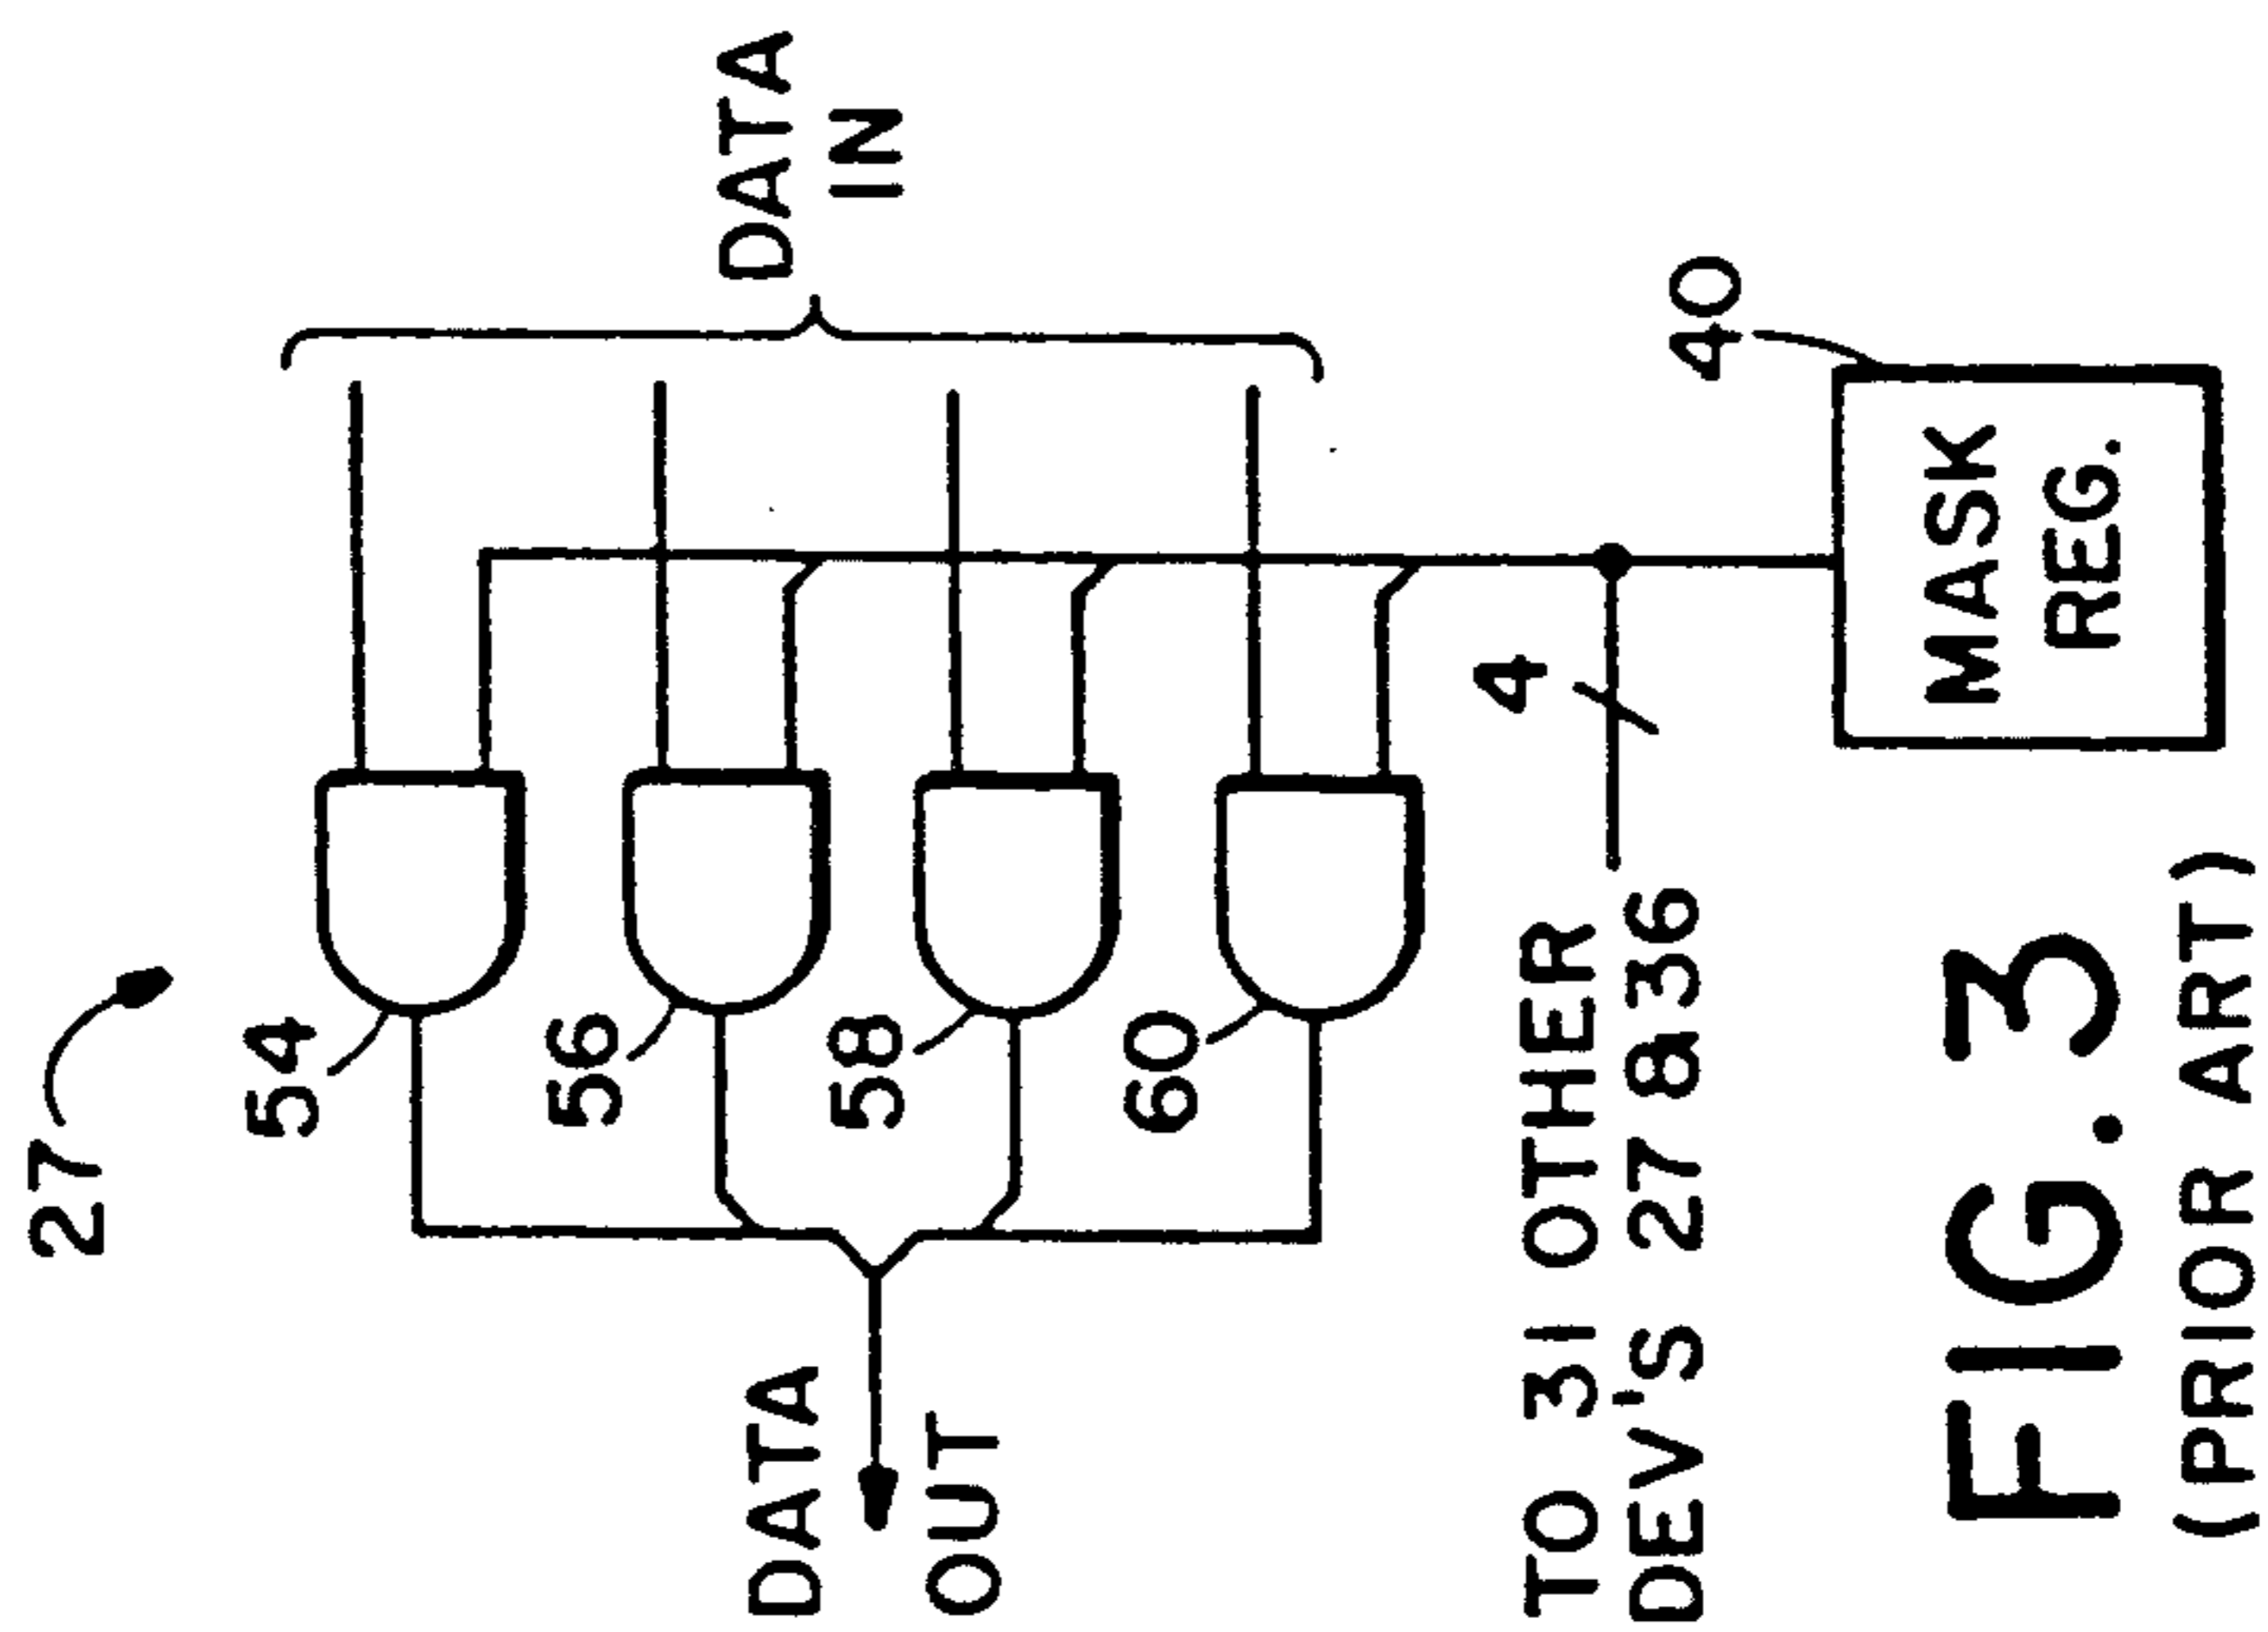 27
54
56
58
60
DATA
IN
DATA
OUT
4
TO 31 OTHER
DEV'S 27 & 36
40
MASK
REG.
FIG. 3
(PRIOR ART)